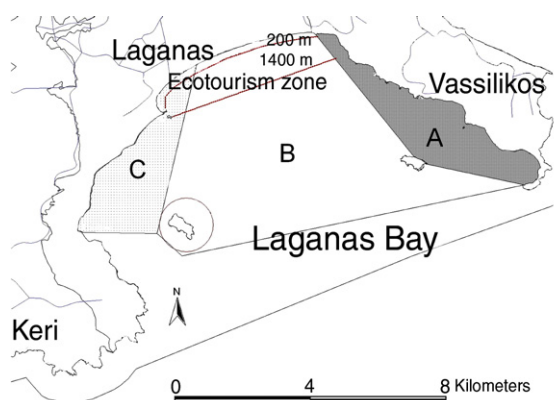 200 m
Laganas
1400 m
Ecotourism zone
Vassilikos
A
B
C
Laganas Bay
N
Keri
0 4 8 Kilometers